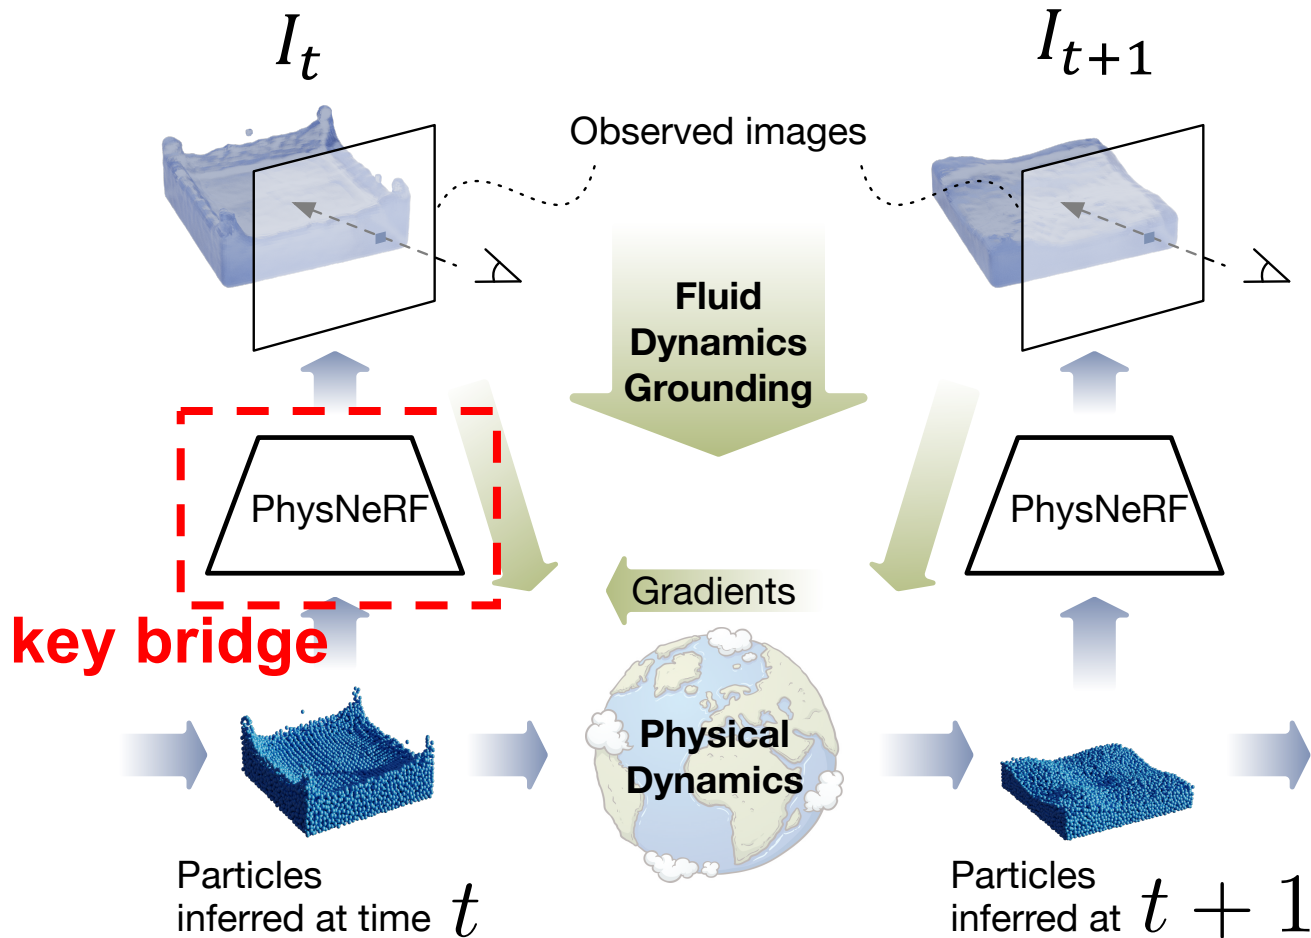 I_t
I_{t+1}
Observed images
Fluid
Dynamics
Grounding
PhysNeRF
PhysNeRF
Gradients
key bridge
Physical
Dynamics
Particles
inferred at time t
Particles
inferred at t + 1